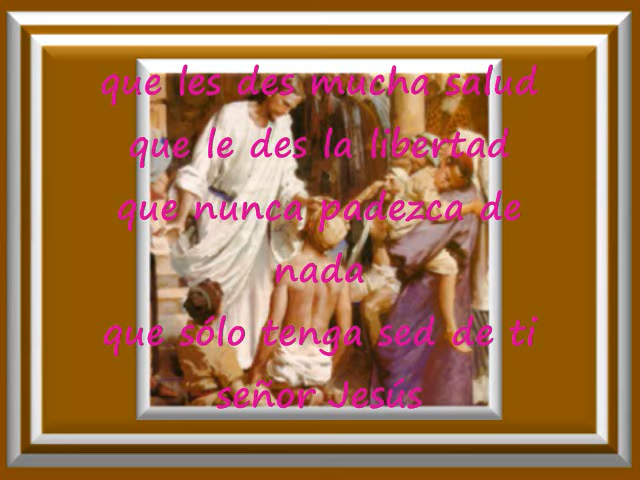 que les des mucha salud
que le des la libertad
que nunca padezca de
nada
que sólo tenga sed de ti
señor Jesús